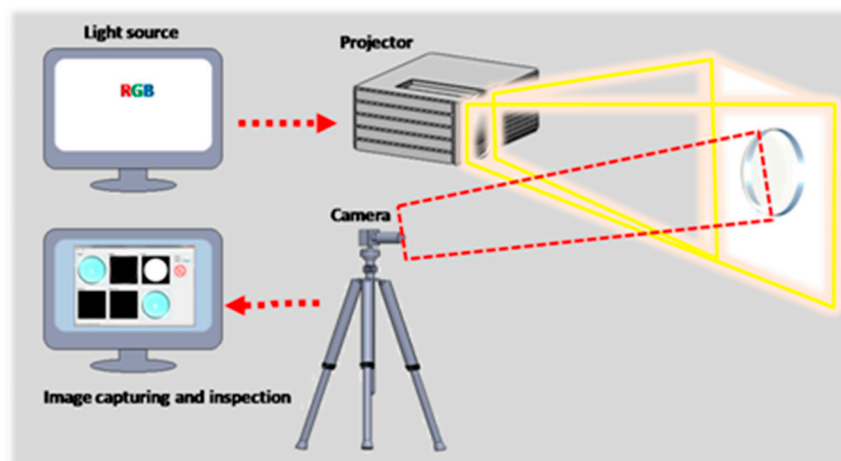 Light source
Projector
RGB
Camera
Image capturing and inspection